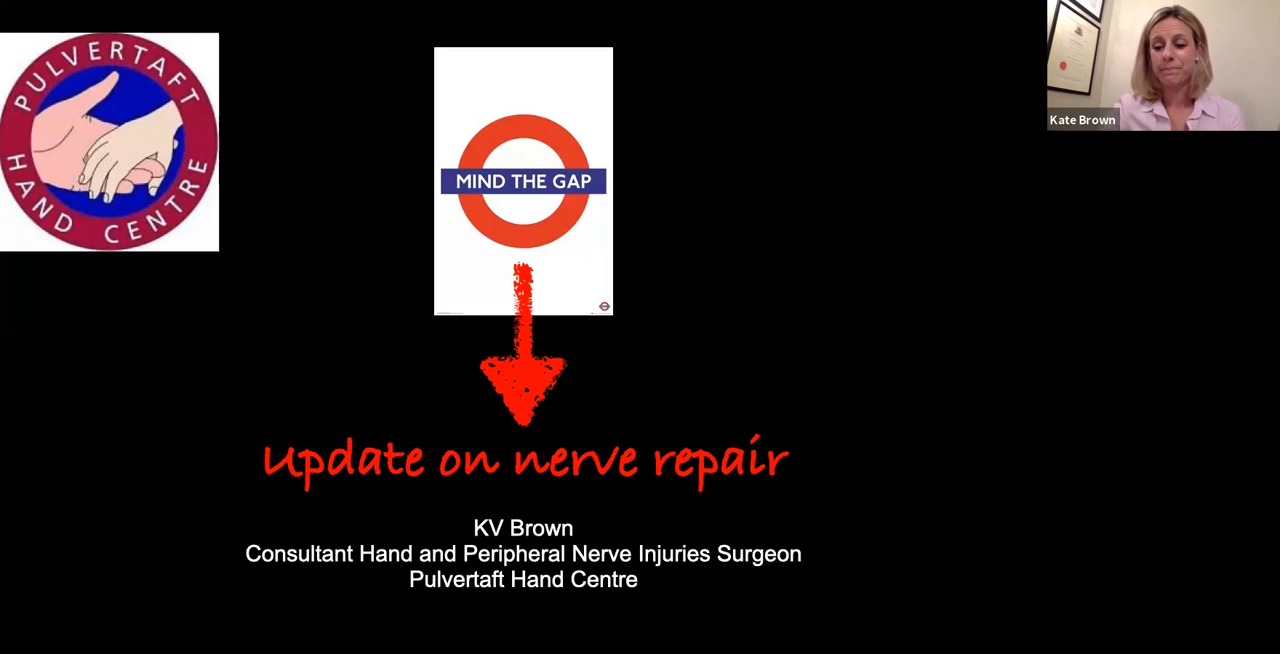 PULVERTAFT
HAND CENTRE
MIND THE GAP
Kate Brown
Update on nerve repair
KV Brown
Consultant Hand and Peripheral Nerve Injuries Surgeon
Pulvertaft Hand Centre